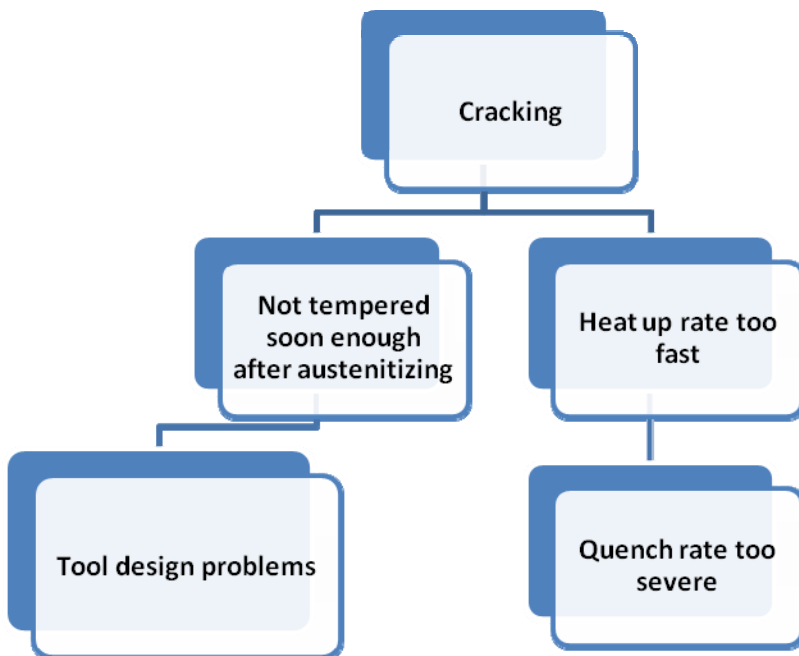 Cracking
Not tempered
soon enough
after austenitizing
Heat up rate too
fast
Tool design problems
Quench rate too
severe